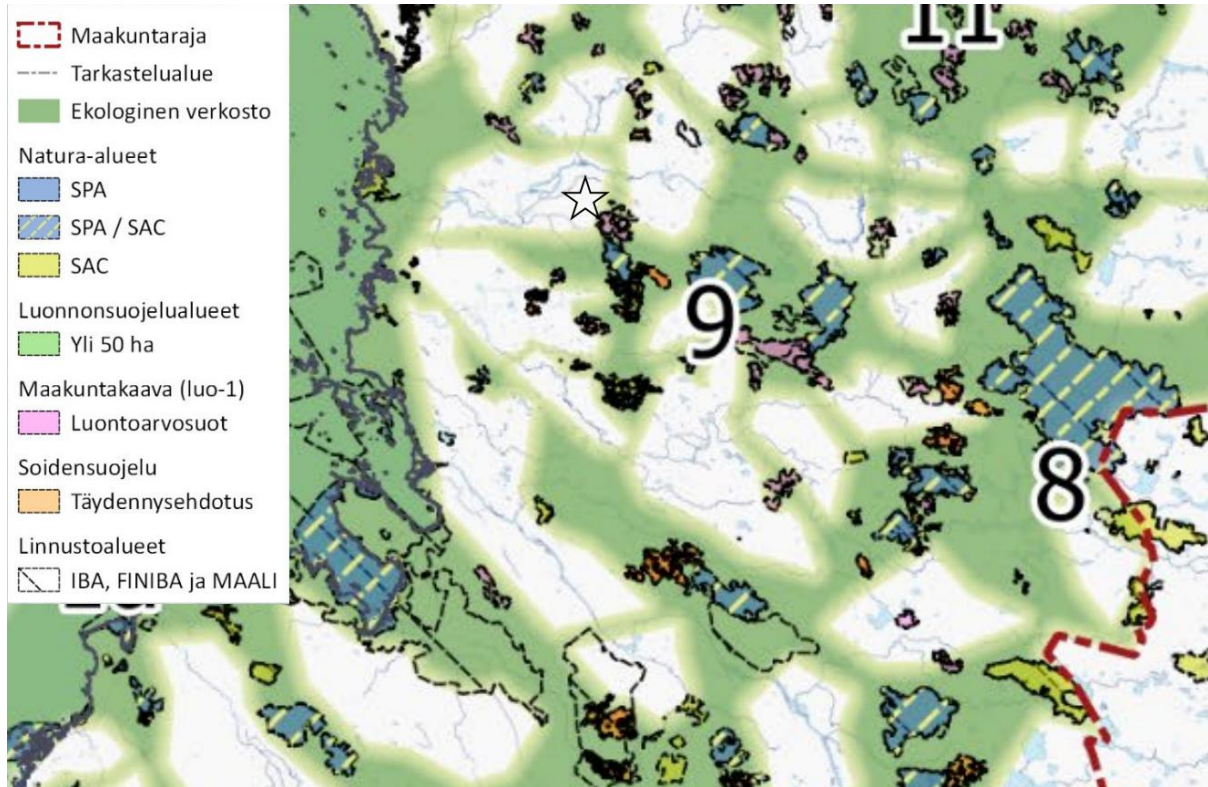 Maakuntaraja
Tarkastelualue
Ekologinen verkosto
Natura-alueet
SPA
SPA / SAC
SAC
Luonnonsuojelualueet
Yli 50 ha
Maakuntakaava (luo-1)
Luontoarvosuot
Soidensuojelu
Täydennysehdotus
Linnustoalueet
IBA, FINIBA ja MAALI
11
9
8